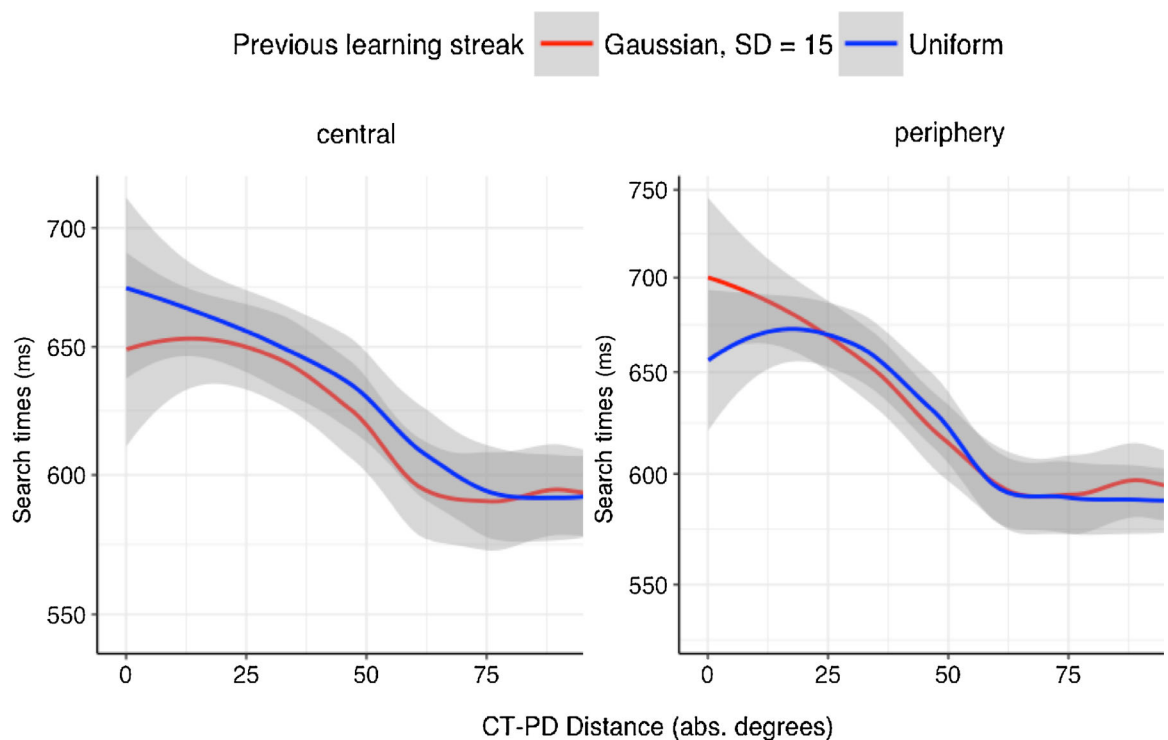 Previous learning streak Gaussian, SD = 15 Uniform
central
periphery
Search times (ms)
700
650
600
550
0 25 50 75
Search times (ms)
750
700
650
600
550
0 25 50 75
CT-PD Distance (abs. degrees)